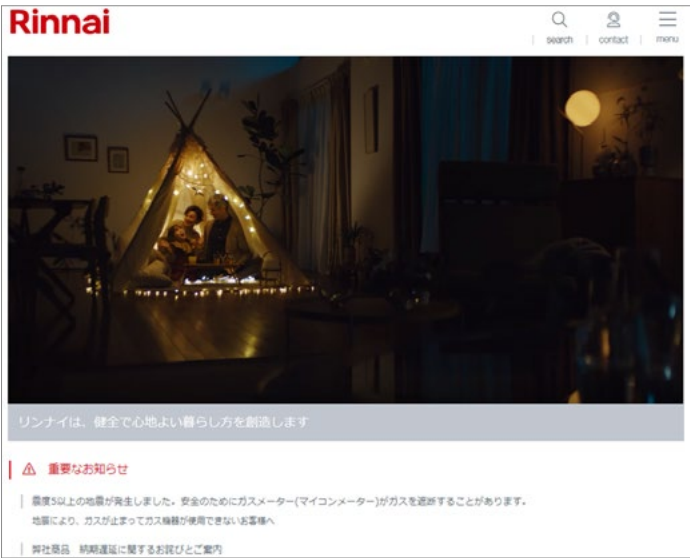 Rinnai
search
contact
menu
リンナイは、健全で心地よい暮らし方を創造します
重要なお知らせ
震度5以上の地震が発生しました。安全のためにガスメーター(マイコンメーター)がガスを遮断することがあります。
地震により、ガスが止まってガス機器が使用できないお客様へ
弊社商品 納期遅延に関するお詫びとご案内